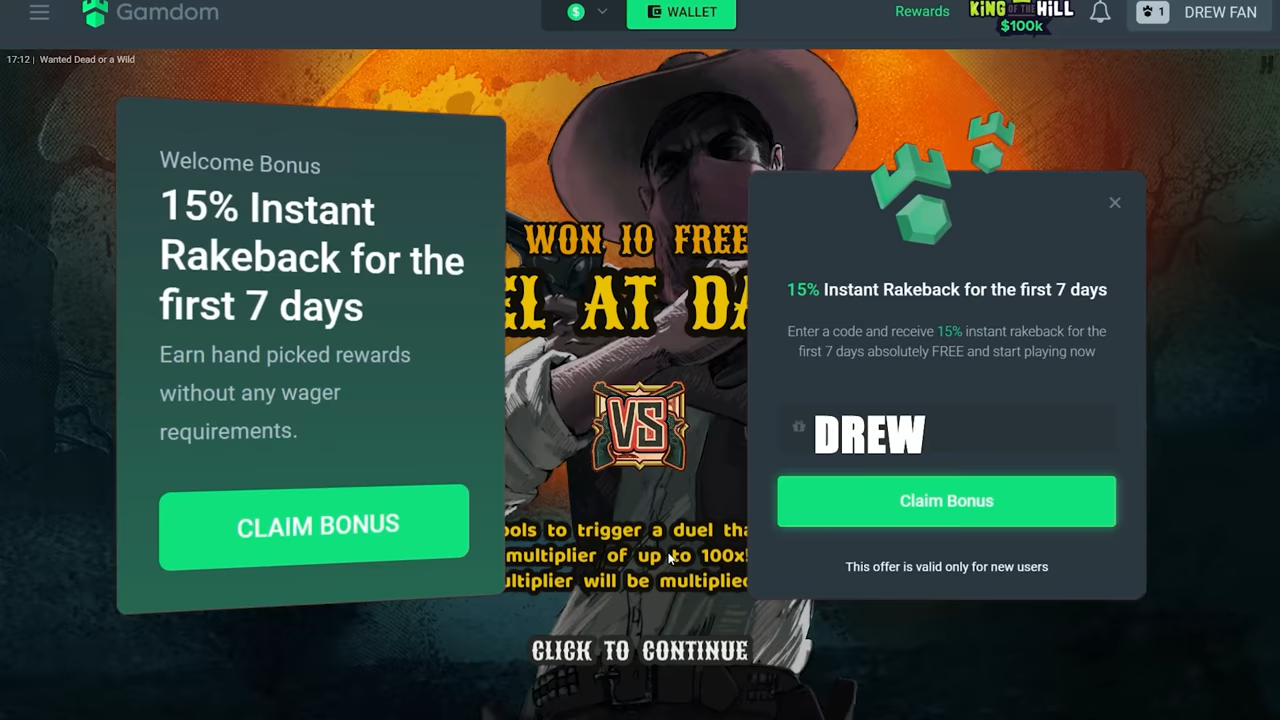 Gamdom
WALLET
Rewards
KING OF THE HILL
$100k
1
DREW FAN
17:12 | Wanted Dead or a Wild
Welcome Bonus
15% Instant
Rakeback for the
first 7 days
Earn hand picked rewards
without any wager
requirements.
CLAIM BONUS
WON 10 FREE
EL AT DA
VS
ools to trigger a duel tha
multiplier of up to 100x!
ultiplier will be multiplied
CLICK TO CONTINUE
15% Instant Rakeback for the first 7 days
Enter a code and receive 15% instant rakeback for the
first 7 days absolutely FREE and start playing now
DREW
Claim Bonus
This offer is valid only for new users